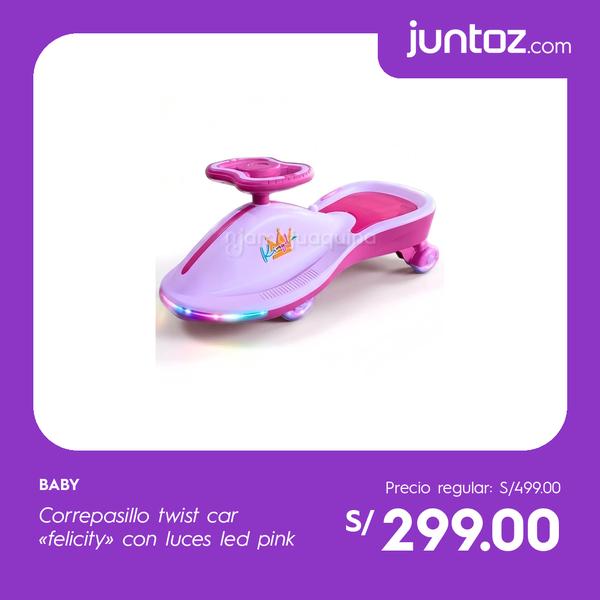 juntoz.com
BABY
Correpasillo twist car
«felicity» con luces led pink
Precio regular: S/499.00
S/ 299.00